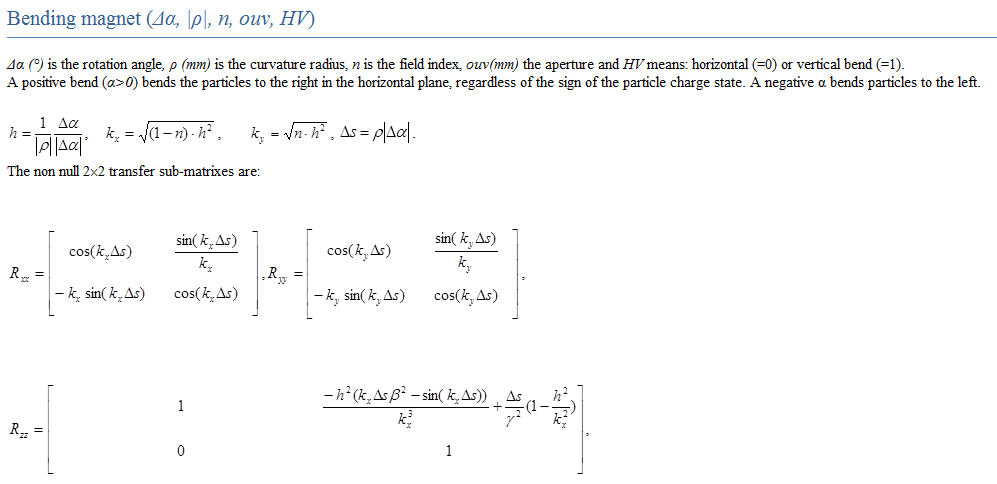 Bending magnet (Δα, |ρ|, n, ouv, HV)
Δα (°) is the rotation angle, ρ (mm) is the curvature radius, n is the field index, ouv(mm) the aperture and HV means: horizontal (=0) or vertical bend (=1).
A positive bend (α>0) bends the particles to the right in the horizontal plane, regardless of the sign of the particle charge state. A negative α bends particles to the left.
h = 1/|ρ| Δα/|Δα|, k_x = √((1−n)·h²), k_y = √(n·h²), Δs = ρ|Δα|.
The non null 2×2 transfer sub-matrixes are:
R_xx = [ cos(k_xΔs) sin(k_xΔs)/k_x ; −k_x sin(k_xΔs) cos(k_xΔs) ], R_yy = [ cos(k_yΔs) sin(k_yΔs)/k_y ; −k_y sin(k_yΔs) cos(k_yΔs) ],
R_zz = [ 1 −h²(k_xΔsβ² − sin(k_xΔs))/k_x³ + Δs/γ²(1 − h²/k_x²) ; 0 1 ],